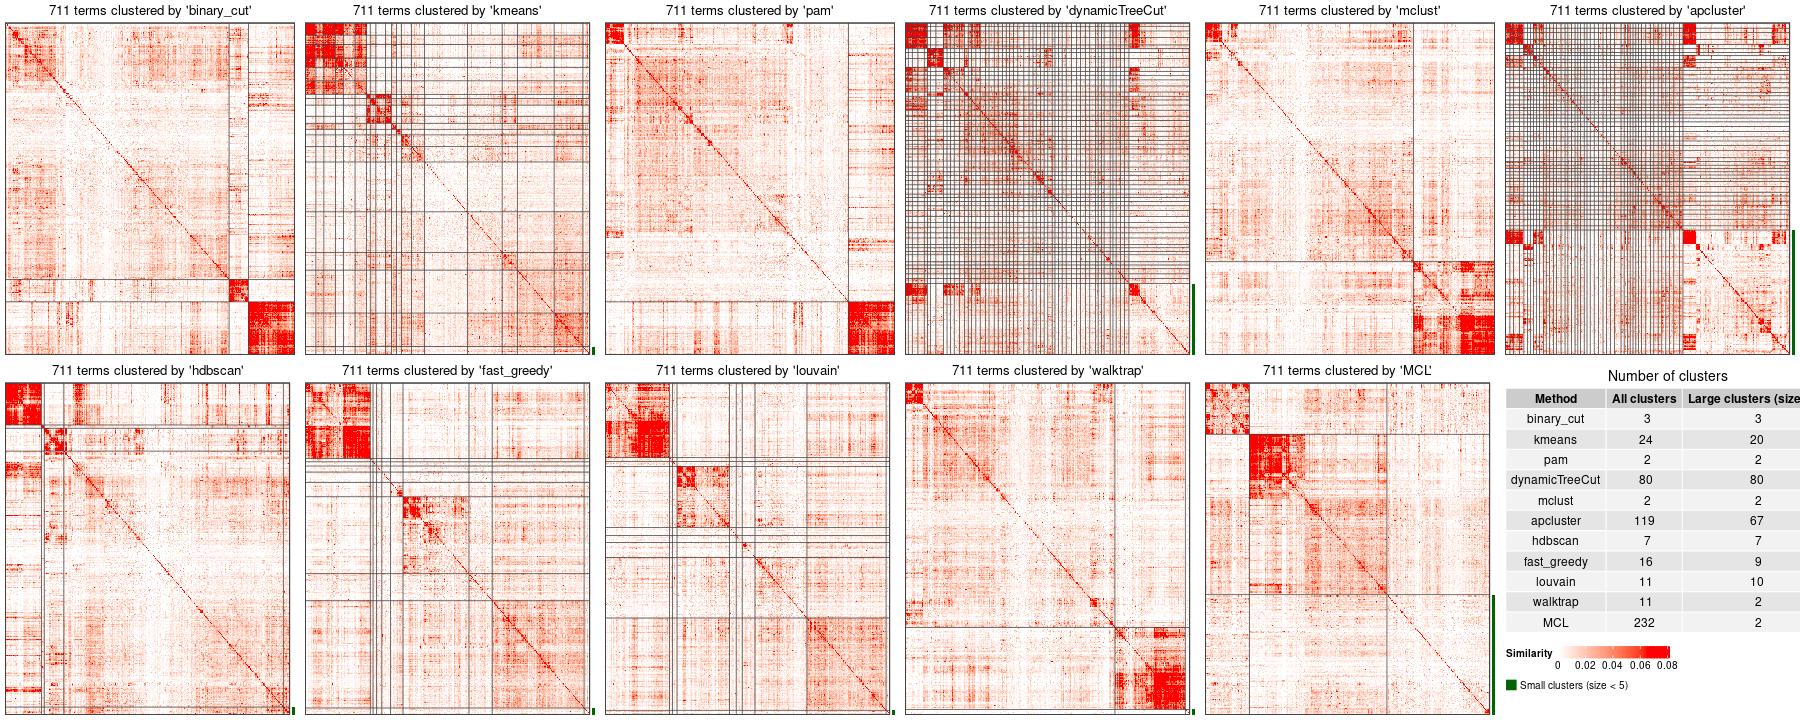 711 terms clustered by 'binary_cut'
711 terms clustered by 'kmeans'
711 terms clustered by 'pam'
711 terms clustered by 'dynamicTreeCut'
711 terms clustered by 'mclust'
711 terms clustered by 'apcluster'
711 terms clustered by 'hdbscan'
711 terms clustered by 'fast_greedy'
711 terms clustered by 'louvain'
711 terms clustered by 'walktrap'
711 terms clustered by 'MCL'
Number of clusters
Method All clusters Large clusters (size
binary_cut 3 3
kmeans 24 20
pam 2 2
dynamicTreeCut 80 80
mclust 2 2
apcluster 119 67
hdbscan 7 7
fast_greedy 16 9
louvain 11 10
walktrap 11 2
MCL 232 2
Similarity
0 0.02 0.04 0.06 0.08
Small clusters (size < 5)